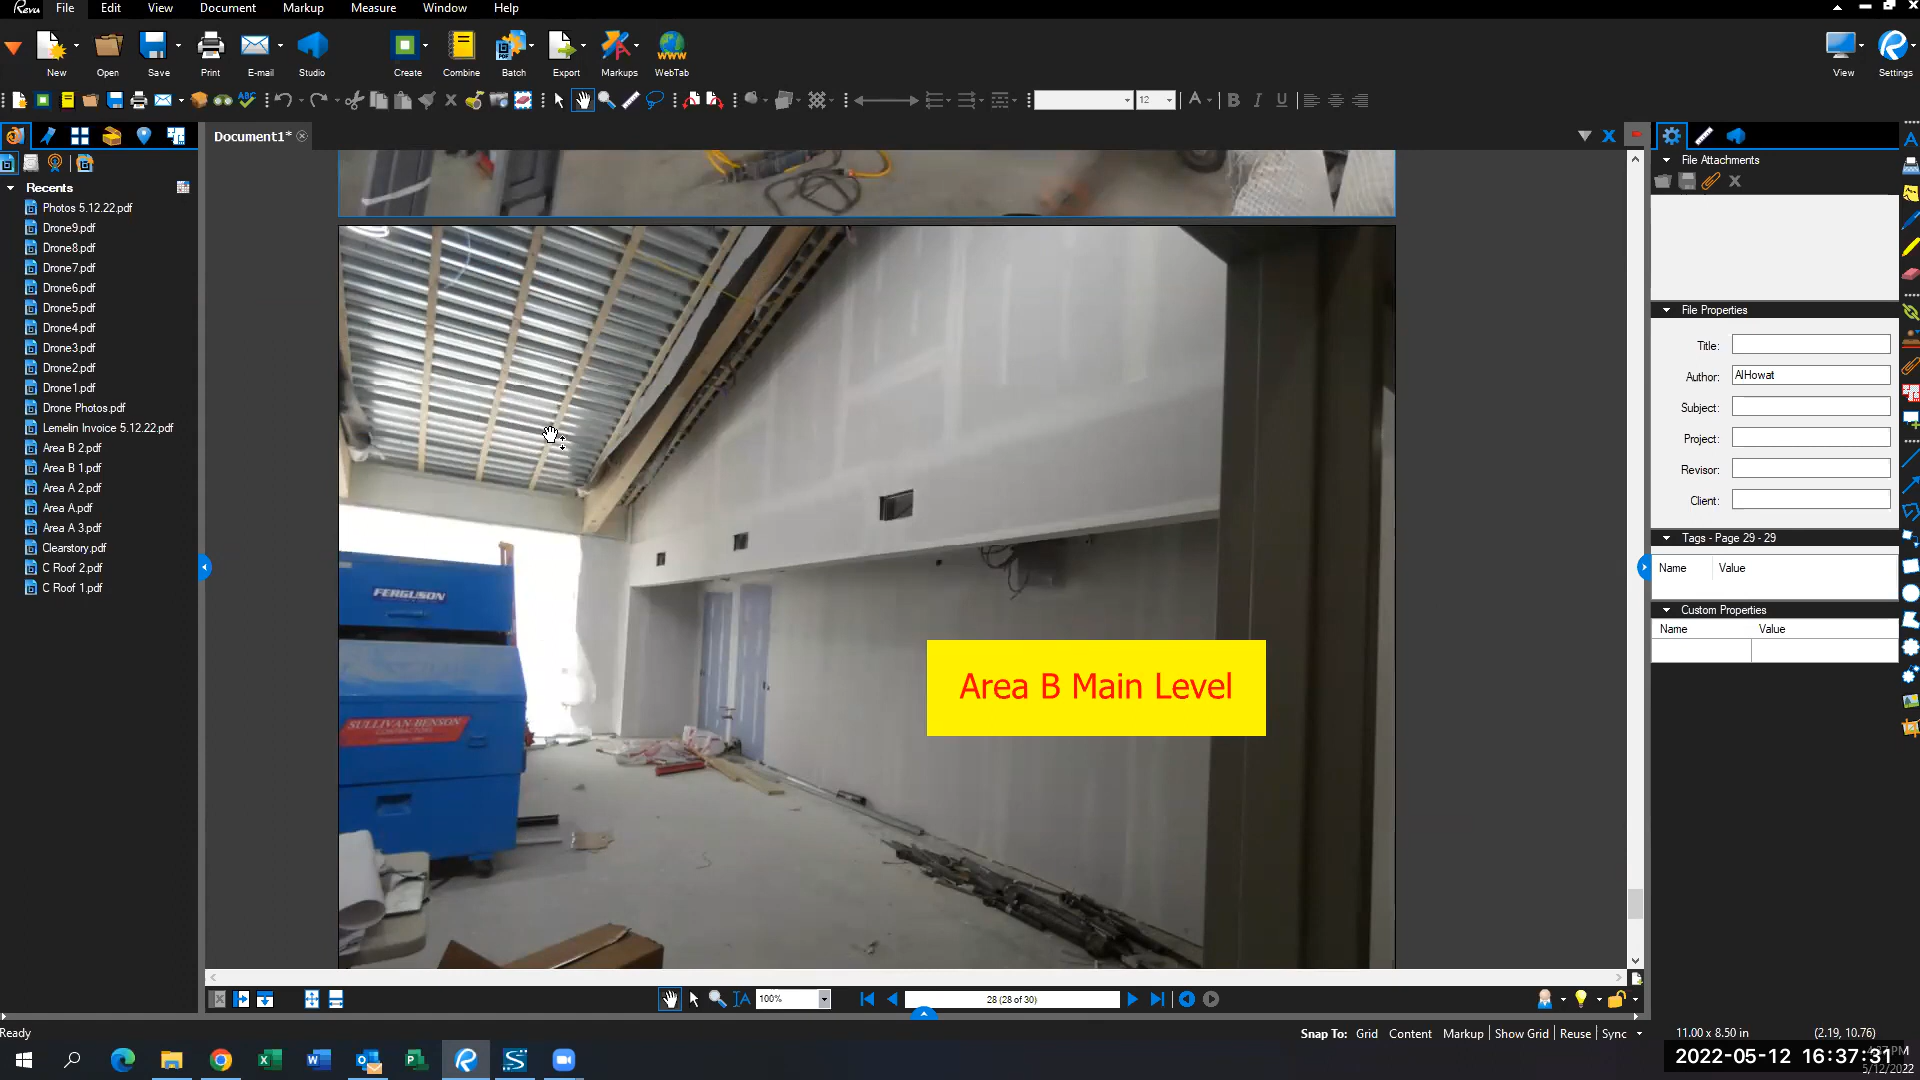 Revu File Edit View Document Markup Measure Window Help
New Open Save Print E-mail Studio Create Combine Batch Export Markups WebTab View Settings
WWW
ABC
12 A B I U
Document1*
Recents
Photos 5.12.22.pdf
Drone9.pdf
Drone8.pdf
Drone7.pdf
Drone6.pdf
Drone5.pdf
Drone4.pdf
Drone3.pdf
Drone2.pdf
Drone1.pdf
Drone Photos.pdf
Lemelin Invoice 5.12.22.pdf
Area B 2.pdf
Area B 1.pdf
Area A 2.pdf
Area A.pdf
Area A 3.pdf
Clearstory.pdf
C Roof 2.pdf
C Roof 1.pdf
FERGUSON
SULLIVAN BENSON
CONTRACTORS
Area B Main Level
File Attachments
File Properties
Title:
Author: AlHowat
Subject:
Project:
Revisor:
Client:
Tags - Page 29 - 29
Name Value
Custom Properties
Name Value
100%
28 (28 of 30)
Ready
Snap To: Grid Content Markup Show Grid Reuse Sync
11.00 x 8.50 in
(2.19, 10.76)
2022-05-12 16:37:31
5/12/2022